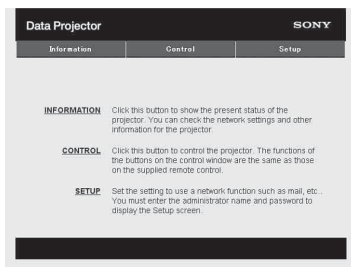 Data Projector SONY
Information Control Setup
INFORMATION Click this button to show the present status of the
projector. You can check the network settings and other
information for the projector.
CONTROL Click this button to control the projector. The functions of
the buttons on the control window are the same as those
on the supplied remote control.
SETUP Set the setting to use a network function such as mail, etc..
You must enter the administrator name and password to
display the Setup screen.